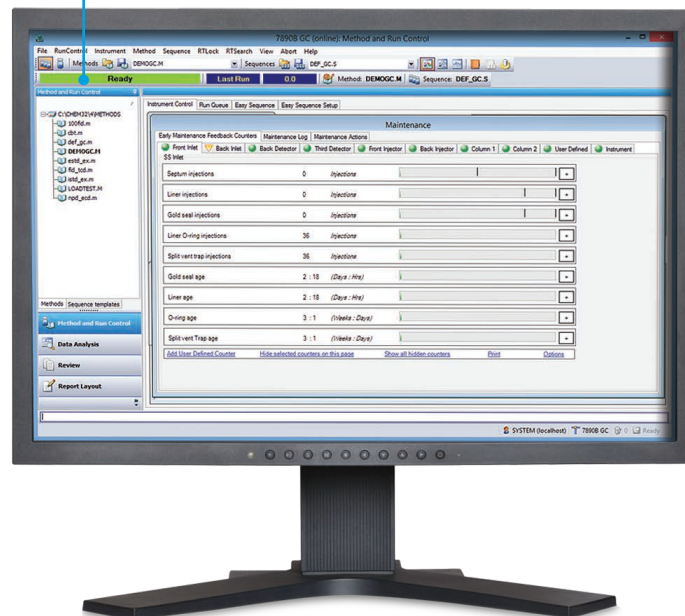 7890B GC (online): Method and Run Control
File RunControl Instrument Method Sequence RTLock RTSearch View Abort Help
Methods DEMOGC.M Sequences DEF_GC.S
Ready Last Run 0.0 Method: DEMOGC.M Sequence: DEF_GC.S
Method and Run Control
C:\CHEM32\4\METHODS
100fid.m
cbt.m
def_gc.m
DEMOGC.M
estd_ex.m
fid_tcd.m
istd_ex.m
LOADTEST.M
npd_ecd.m
Methods Sequence templates
Method and Run Control
Data Analysis
Review
Report Layout
Instrument Control Run Queue Easy Sequence Easy Sequence Setup
Maintenance
Early Maintenance Feedback Counters Maintenance Log Maintenance Actions
Front Inlet Back Inlet Back Detector Third Detector Front Injector Back Injector Column 1 Column 2 User Defined Instrument
SS Inlet
Septum injections 0 Injections
Liner injections 0 Injections
Gold seal injections 0 Injections
Liner O-ring injections 36 Injections
Split vent trap injections 36 Injections
Gold seal age 2 : 18 (Days : Hrs)
Liner age 2 : 18 (Days : Hrs)
O-ring age 3 : 1 (Weeks : Days)
Split vent Trap age 3 : 1 (Weeks : Days)
Add User Defined Counter Hide selected counters on this page Show all hidden counters Print Options
SYSTEM (localhost) 7890B GC 0 Ready